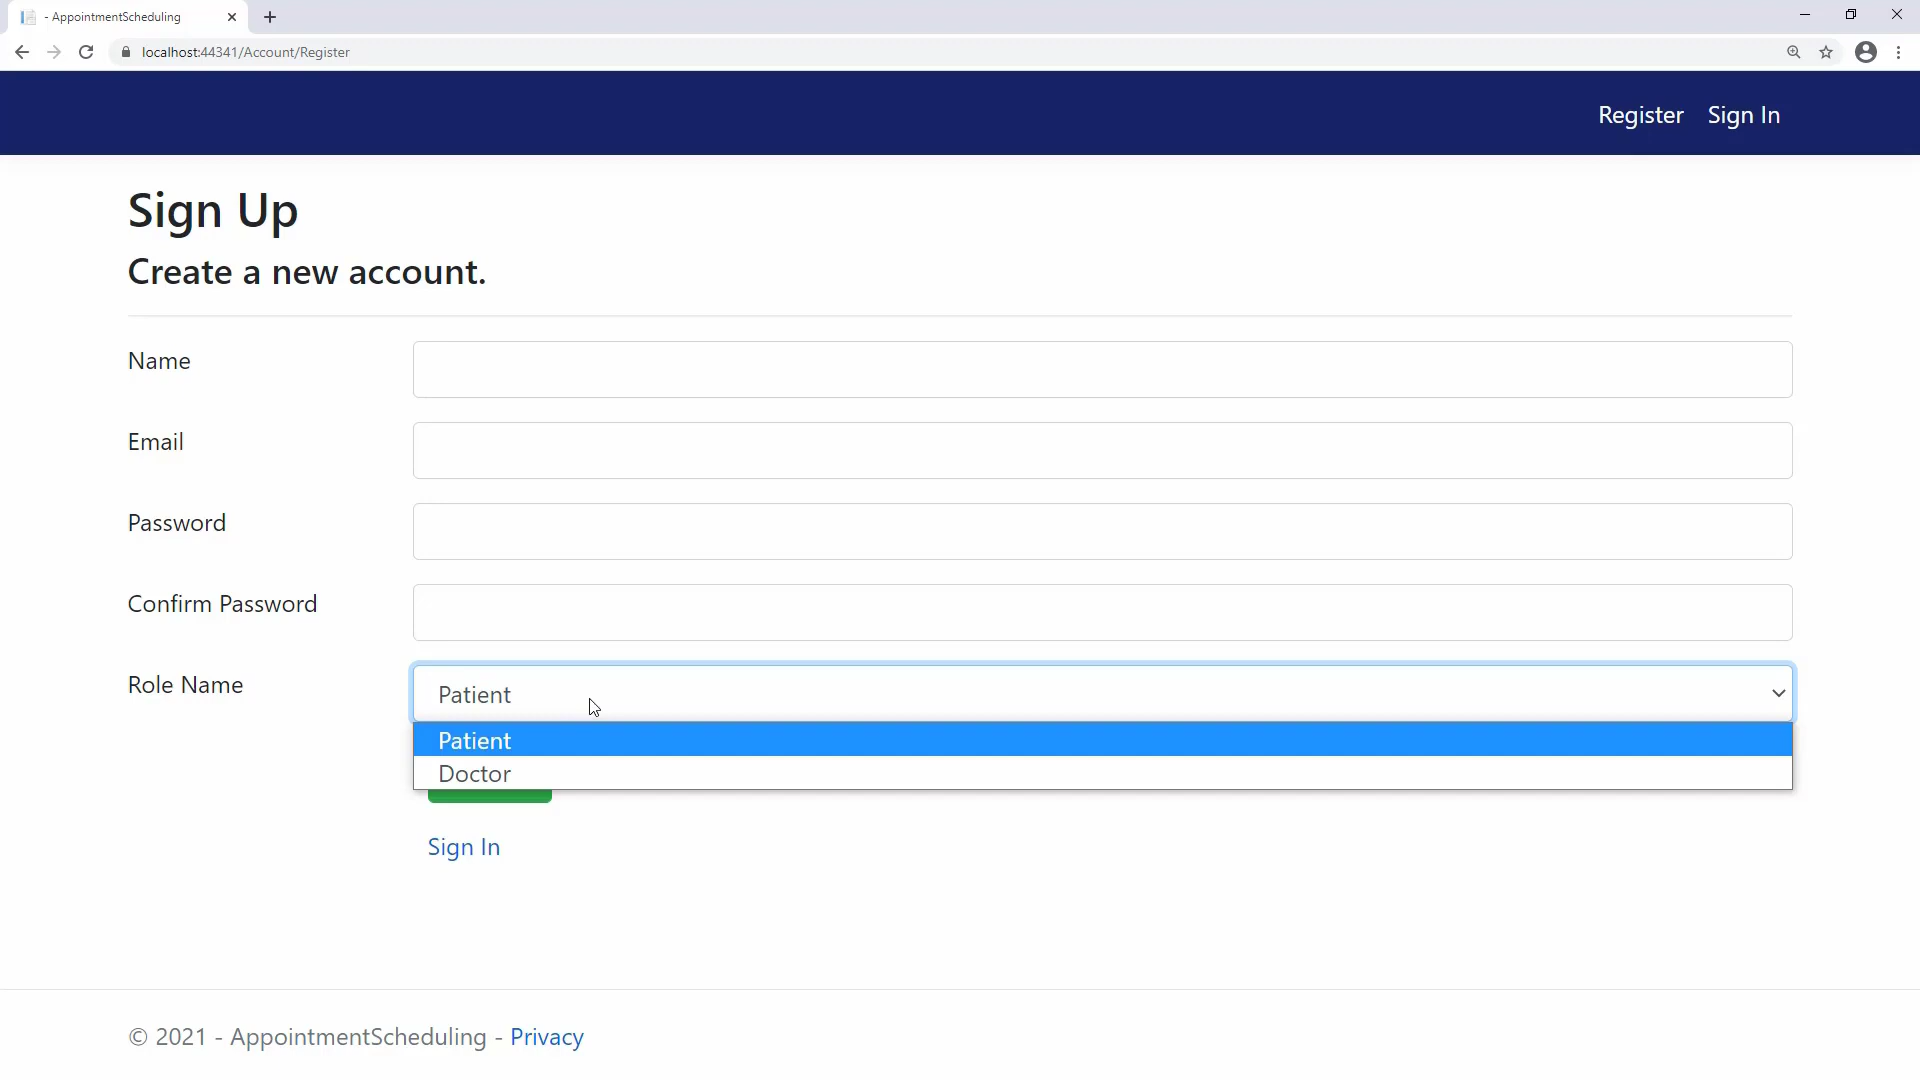 - AppointmentScheduling
localhost:44341/Account/Register
Register Sign In
Sign Up
Create a new account.
Name
Email
Password
Confirm Password
Role Name
Patient
Patient
Doctor
Sign In
© 2021 - AppointmentScheduling - Privacy